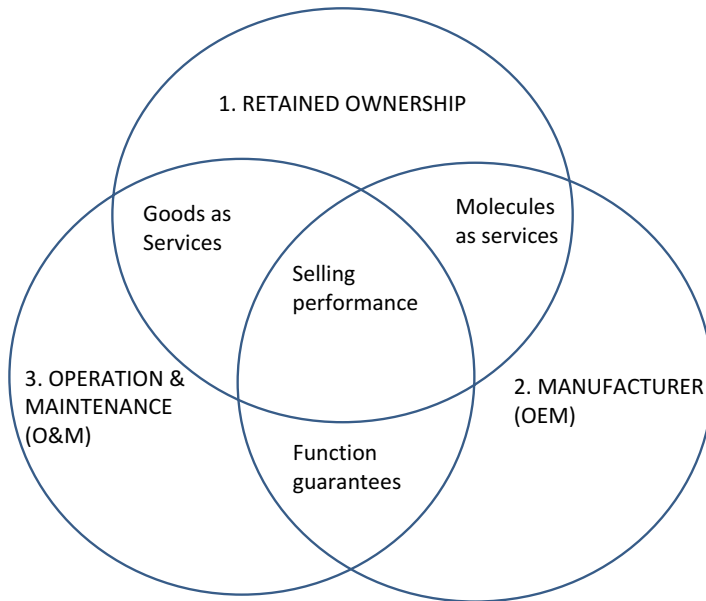 1. RETAINED OWNERSHIP
Goods as
Services
Molecules
as services
Selling
performance
3. OPERATION &
MAINTENANCE
(O&M)
2. MANUFACTURER
(OEM)
Function
guarantees